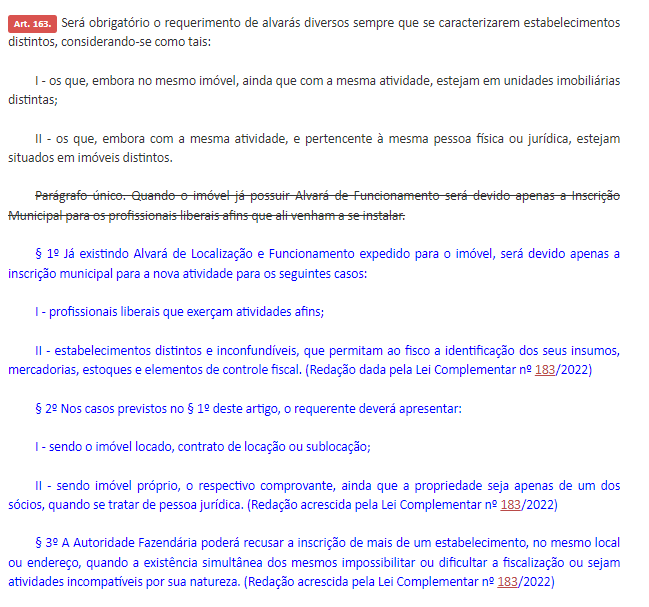 Art. 163. Será obrigatório o requerimento de alvarás diversos sempre que se caracterizarem estabelecimentos
distintos, considerando-se como tais:
I - os que, embora no mesmo imóvel, ainda que com a mesma atividade, estejam em unidades imobiliárias
distintas;
II - os que, embora com a mesma atividade, e pertencente à mesma pessoa física ou jurídica, estejam
situados em imóveis distintos.
Parágrafo único. Quando o imóvel já possuir Alvará de Funcionamento será devido apenas a Inscrição
Municipal para os profissionais liberais afins que ali venham a se instalar.
§ 1º Já existindo Alvará de Localização e Funcionamento expedido para o imóvel, será devido apenas a
inscrição municipal para a nova atividade para os seguintes casos:
I - profissionais liberais que exerçam atividades afins;
II - estabelecimentos distintos e inconfundíveis, que permitam ao fisco a identificação dos seus insumos,
mercadorias, estoques e elementos de controle fiscal. (Redação dada pela Lei Complementar nº 183/2022)
§ 2º Nos casos previstos no § 1º deste artigo, o requerente deverá apresentar:
I - sendo o imóvel locado, contrato de locação ou sublocação;
II - sendo imóvel próprio, o respectivo comprovante, ainda que a propriedade seja apenas de um dos
sócios, quando se tratar de pessoa jurídica. (Redação acrescida pela Lei Complementar nº 183/2022)
§ 3º A Autoridade Fazendária poderá recusar a inscrição de mais de um estabelecimento, no mesmo local
ou endereço, quando a existência simultânea dos mesmos impossibilitar ou dificultar a fiscalização ou sejam
atividades incompatíveis por sua natureza. (Redação acrescida pela Lei Complementar nº 183/2022)